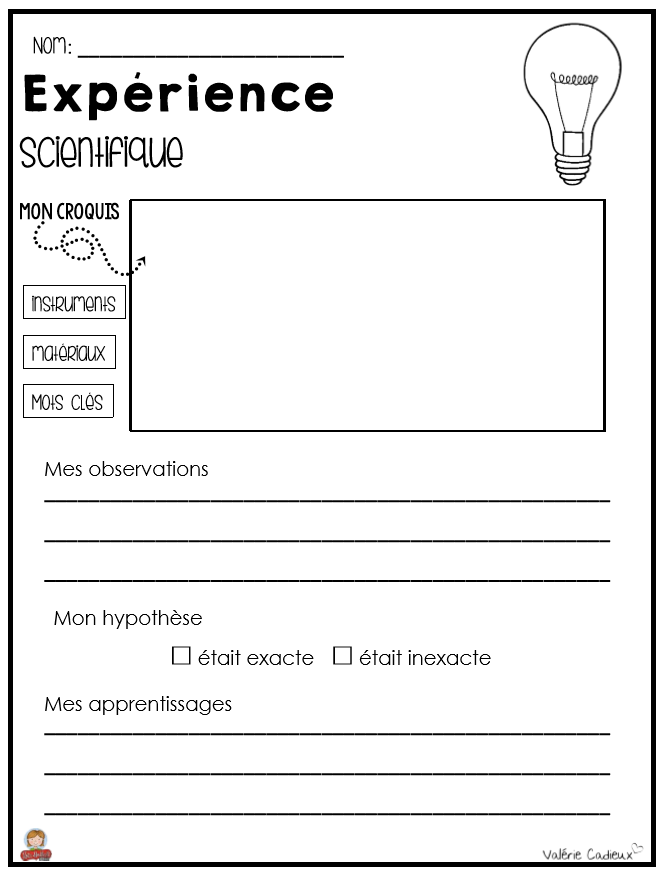 Nom: ________________________
Expérience
scientifique
MON CROQUIS
instruments
matériaux
mots clés
Mes observations
Mon hypothèse
☐ était exacte ☐ était inexacte
Mes apprentissages
Valérie Cadieux